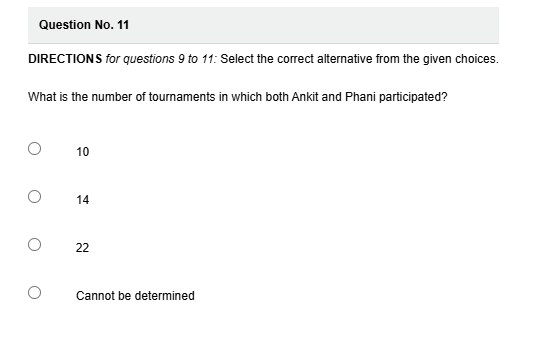 Question No. 11
DIRECTIONS for questions 9 to 11: Select the correct alternative from the given choices.
What is the number of tournaments in which both Ankit and Phani participated?
10
14
22
Cannot be determined